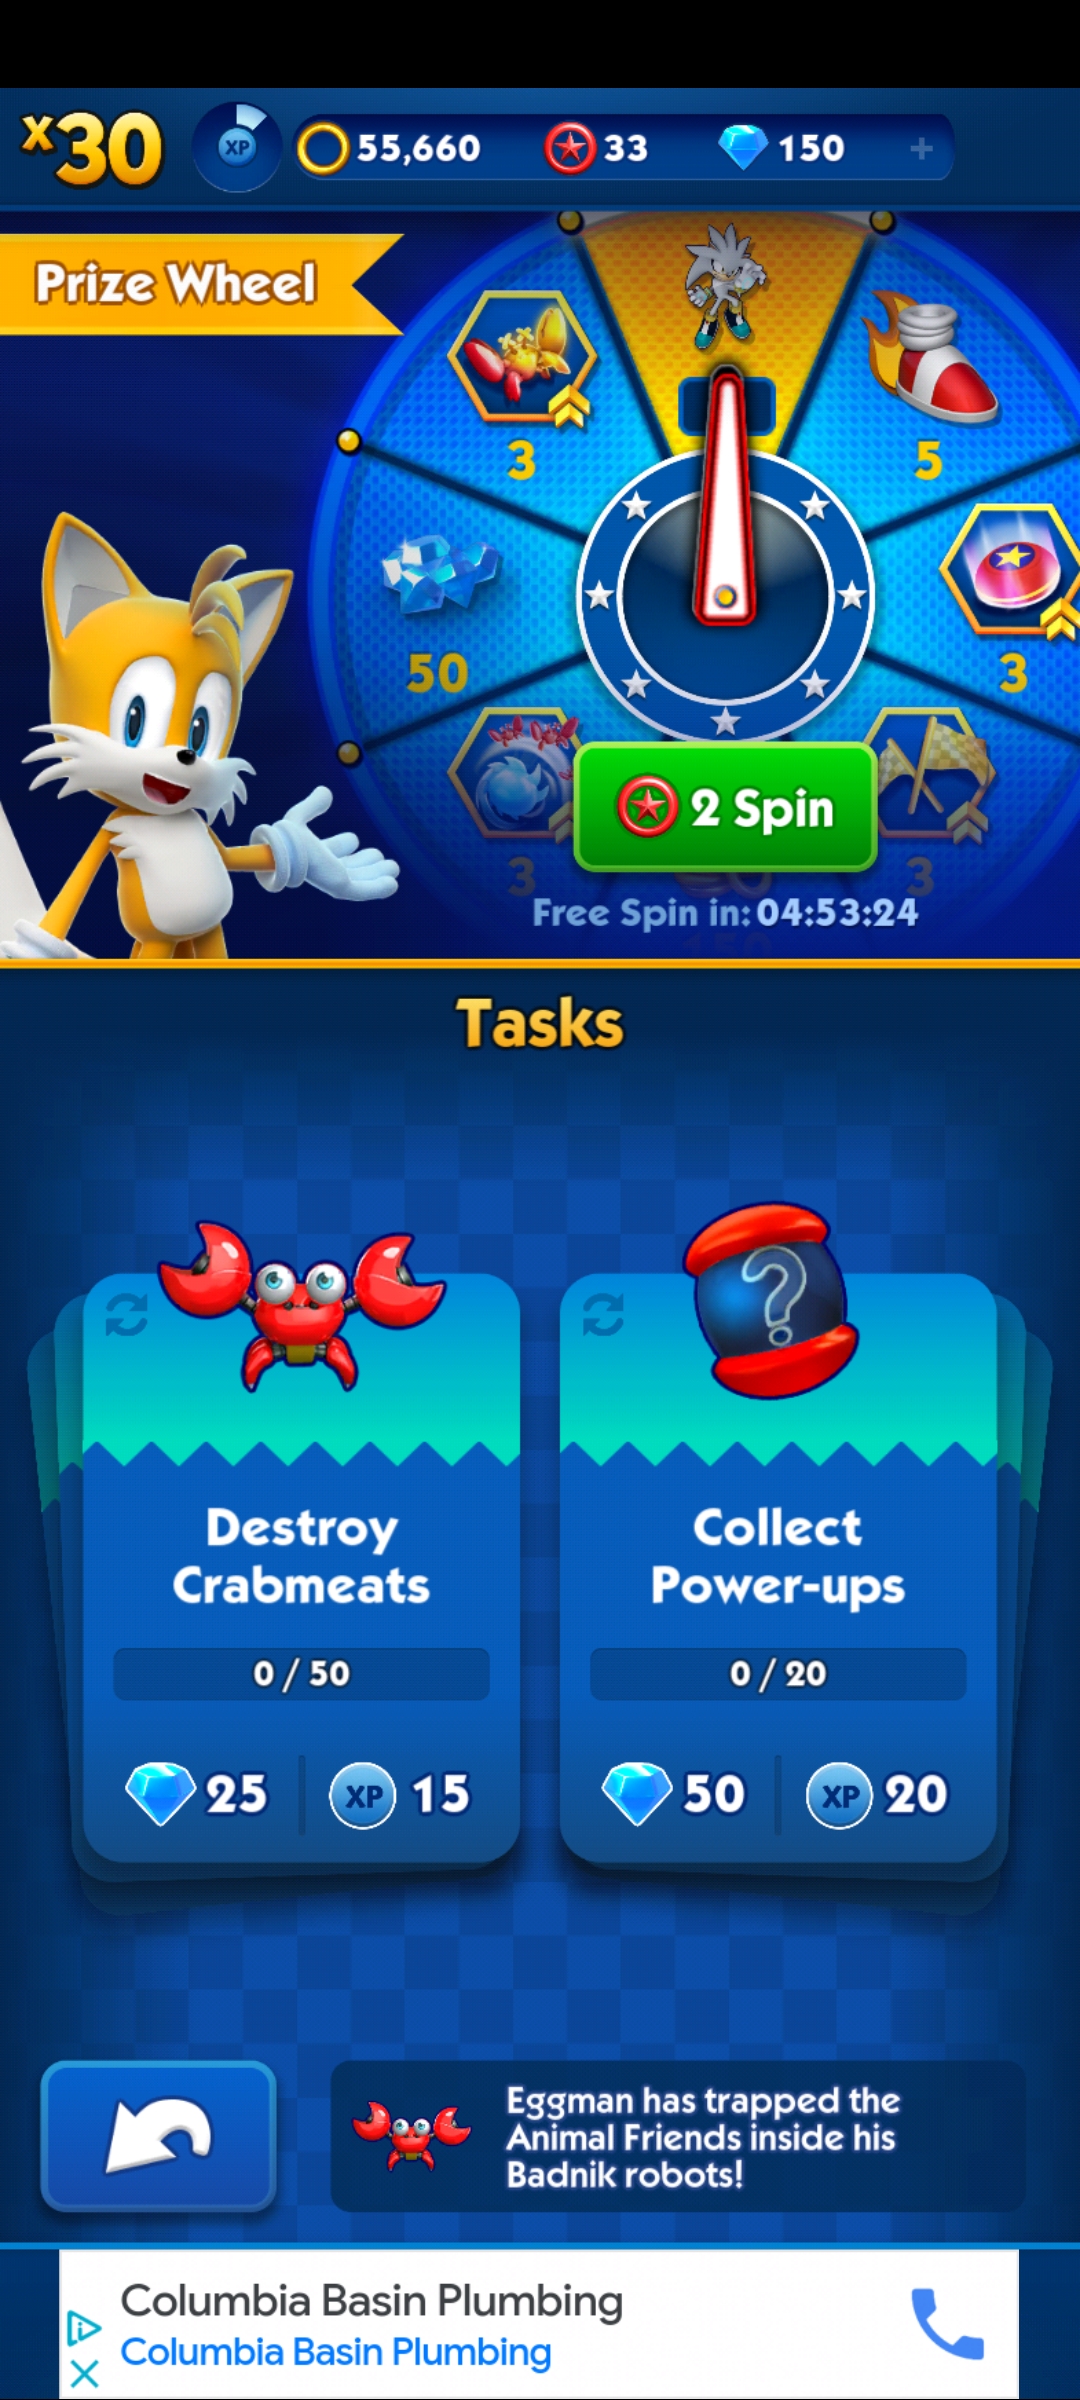 x30
XP
55,660
33
150
+
Prize Wheel
3
5
50
3
2 Spin
3
3
Free Spin in: 04:53:24
Tasks
?
Destroy
Crabmeats
0 / 50
25
XP
15
Collect
Power-ups
0 / 20
50
XP
20
Eggman has trapped the
Animal Friends inside his
Badnik robots!
Columbia Basin Plumbing
Columbia Basin Plumbing